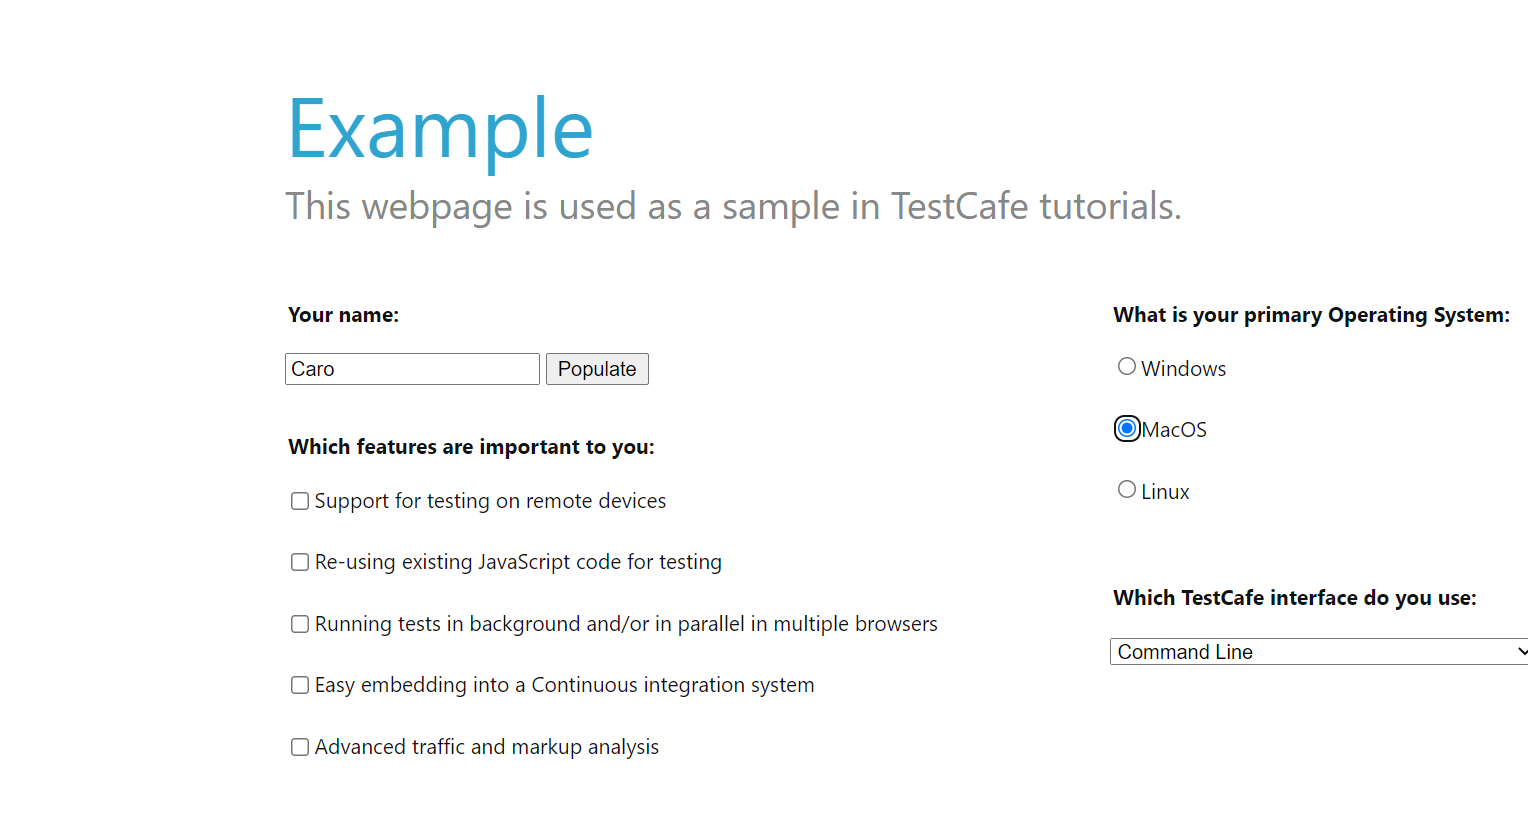 Example
This webpage is used as a sample in TestCafe tutorials.
Your name:
Caro
Populate
Which features are important to you:
Support for testing on remote devices
Re-using existing JavaScript code for testing
Running tests in background and/or in parallel in multiple browsers
Easy embedding into a Continuous integration system
Advanced traffic and markup analysis
What is your primary Operating System:
Windows
MacOS
Linux
Which TestCafe interface do you use:
Command Line